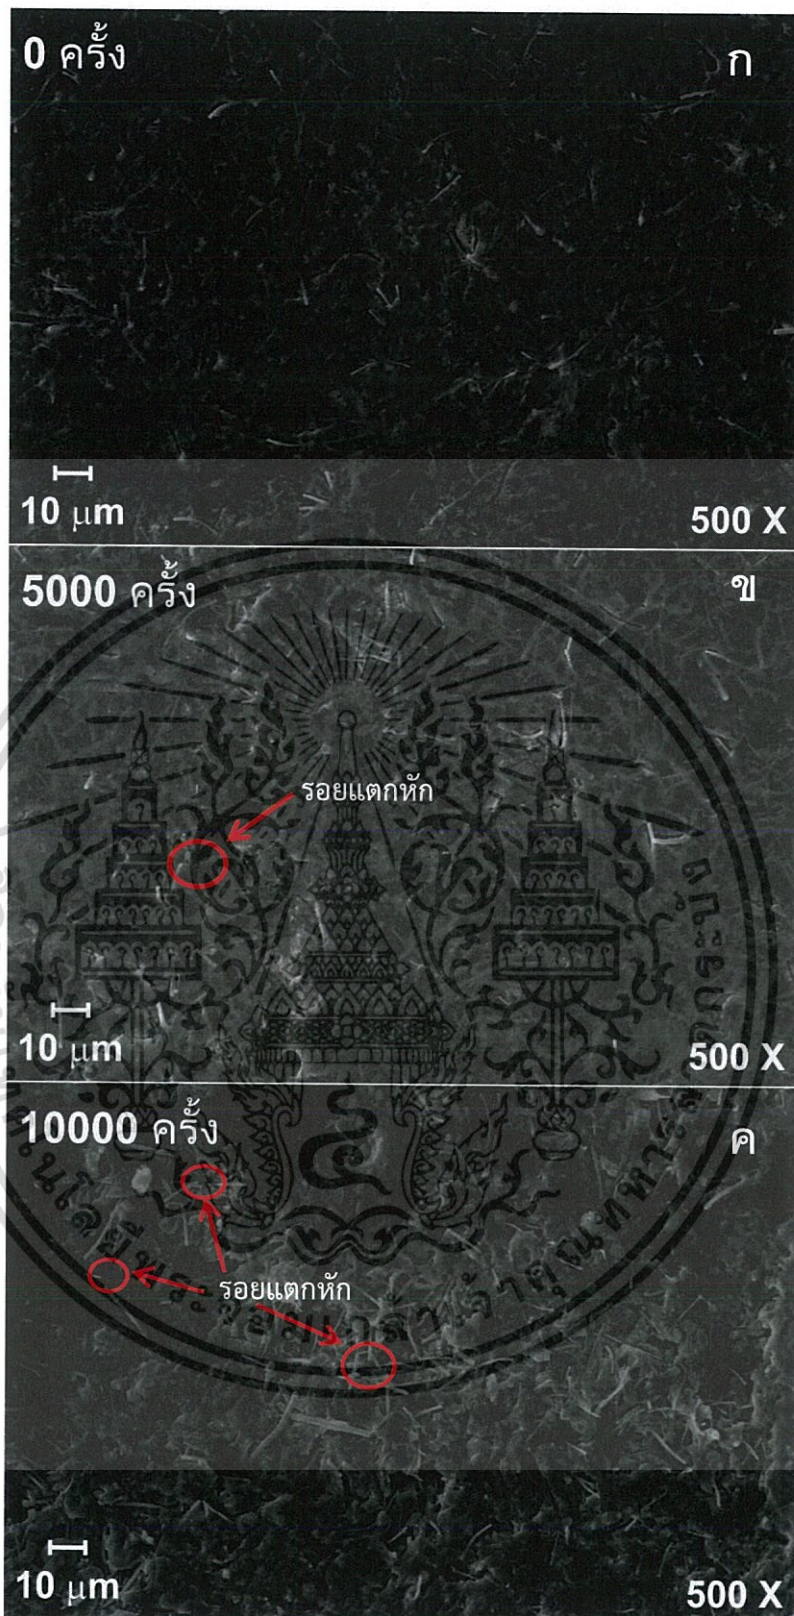 0 ครั้ง
ก
10 μm
500 X
5000 ครั้ง
ข
รอยแตกหัก
10 μm
500 X
10000 ครั้ง
ค
รอยแตกหัก
10 μm
500 X